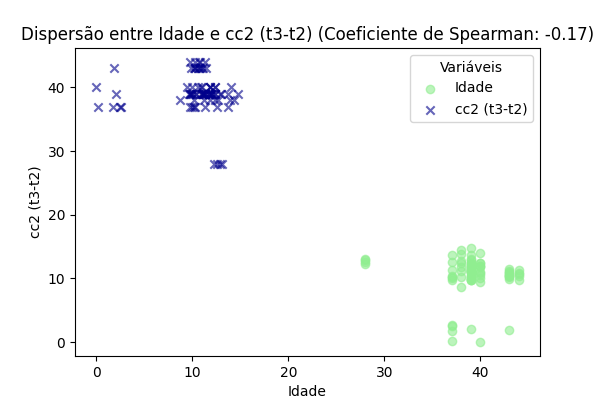 Dispersão entre Idade e cc2 (t3-t2) (Coeficiente de Spearman: -0.17)
Variáveis
Idade
cc2 (t3-t2)
cc2 (t3-t2)
40
30
20
10
0
0
10
20
30
40
Idade